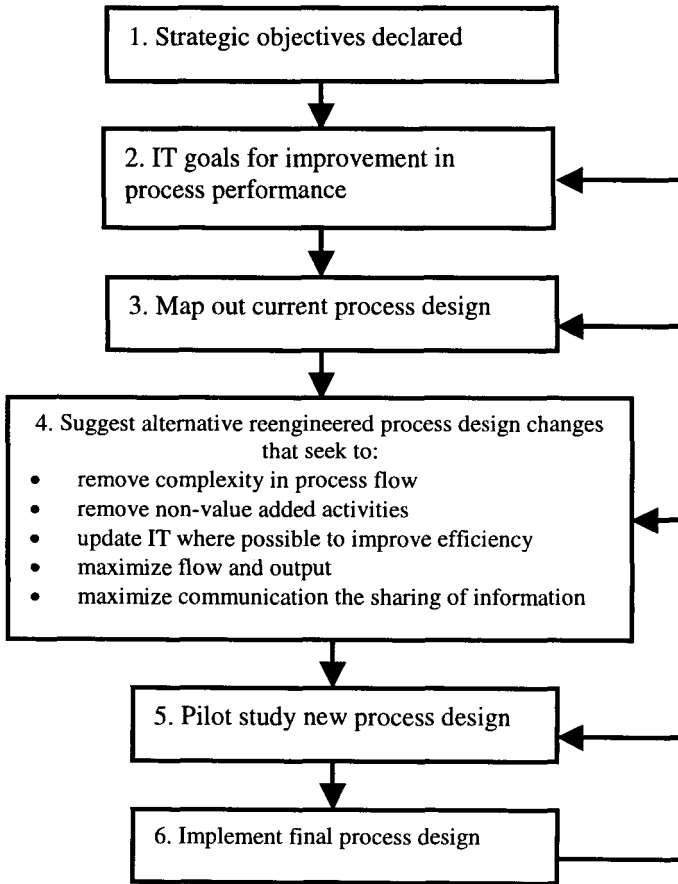 1. Strategic objectives declared
2. IT goals for improvement in
process performance
3. Map out current process design
4. Suggest alternative reengineered process design changes
that seek to:
• remove complexity in process flow
• remove non-value added activities
• update IT where possible to improve efficiency
• maximize flow and output
• maximize communication the sharing of information
5. Pilot study new process design
6. Implement final process design